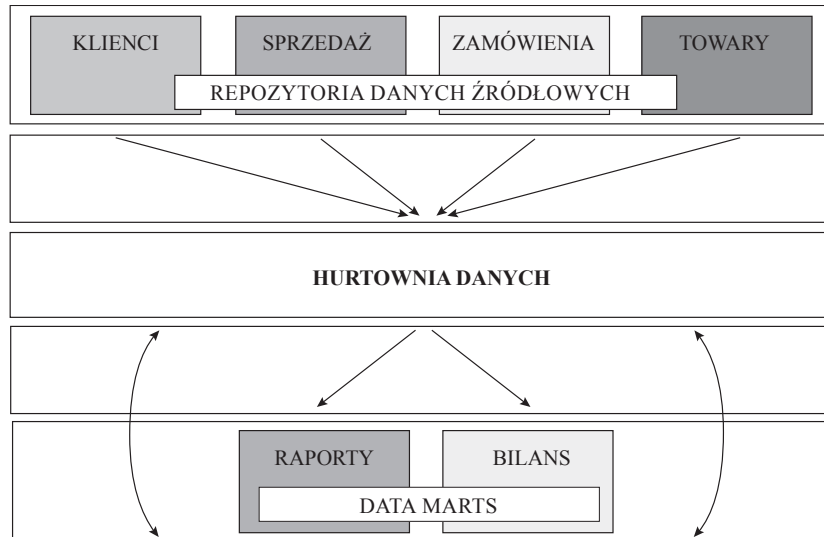 KLIENCI SPRZEDAŻ ZAMÓWIENIA TOWARY
REPOZYTORIA DANYCH ŹRÓDŁOWYCH
HURTOWNIA DANYCH
RAPORTY BILANS
DATA MARTS